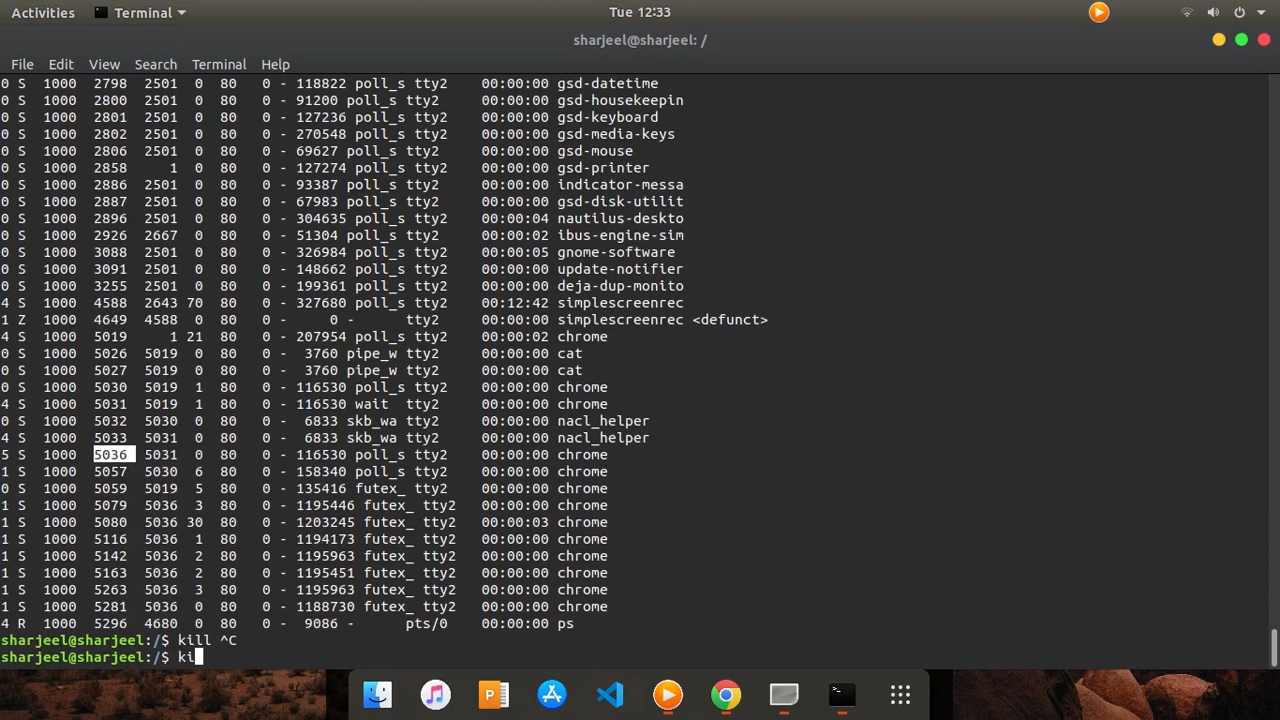 Activities Terminal Tue 12:33
sharjeel@sharjeel: /
File Edit View Search Terminal Help
0 S 1000 2798 2501 0 80 0 - 118822 poll_s tty2 00:00:00 gsd-datetime
0 S 1000 2800 2501 0 80 0 - 91200 poll_s tty2 00:00:00 gsd-housekeepin
0 S 1000 2801 2501 0 80 0 - 127236 poll_s tty2 00:00:00 gsd-keyboard
0 S 1000 2802 2501 0 80 0 - 270548 poll_s tty2 00:00:00 gsd-media-keys
0 S 1000 2806 2501 0 80 0 - 69627 poll_s tty2 00:00:00 gsd-mouse
0 S 1000 2858 1 0 80 0 - 127274 poll_s tty2 00:00:00 gsd-printer
0 S 1000 2886 2501 0 80 0 - 93387 poll_s tty2 00:00:00 indicator-messa
0 S 1000 2887 2501 0 80 0 - 67983 poll_s tty2 00:00:00 gsd-disk-utilit
0 S 1000 2896 2501 0 80 0 - 304635 poll_s tty2 00:00:04 nautilus-deskto
0 S 1000 2926 2667 0 80 0 - 51304 poll_s tty2 00:00:02 ibus-engine-sim
0 S 1000 3088 2501 0 80 0 - 326984 poll_s tty2 00:00:05 gnome-software
0 S 1000 3091 2501 0 80 0 - 148662 poll_s tty2 00:00:00 update-notifier
0 S 1000 3255 2501 0 80 0 - 199361 poll_s tty2 00:00:00 deja-dup-monito
4 S 1000 4588 2643 70 80 0 - 327680 poll_s tty2 00:12:42 simplescreenrec
1 Z 1000 4649 4588 0 80 0 - 0 - tty2 00:00:00 simplescreenrec <defunct>
4 S 1000 5019 1 21 80 0 - 207954 poll_s tty2 00:00:02 chrome
0 S 1000 5026 5019 0 80 0 - 3760 pipe_w tty2 00:00:00 cat
0 S 1000 5027 5019 0 80 0 - 3760 pipe_w tty2 00:00:00 cat
0 S 1000 5030 5019 1 80 0 - 116530 poll_s tty2 00:00:00 chrome
4 S 1000 5031 5019 1 80 0 - 116530 wait tty2 00:00:00 chrome
0 S 1000 5032 5030 0 80 0 - 6833 skb_wa tty2 00:00:00 nacl_helper
4 S 1000 5033 5031 0 80 0 - 6833 skb_wa tty2 00:00:00 nacl_helper
5 S 1000 5036 5031 0 80 0 - 116530 poll_s tty2 00:00:00 chrome
1 S 1000 5057 5030 6 80 0 - 158340 poll_s tty2 00:00:00 chrome
0 S 1000 5059 5019 5 80 0 - 135416 futex_ tty2 00:00:00 chrome
1 S 1000 5079 5036 3 80 0 - 1195446 futex_ tty2 00:00:00 chrome
1 S 1000 5080 5036 30 80 0 - 1203245 futex_ tty2 00:00:03 chrome
1 S 1000 5116 5036 1 80 0 - 1194173 futex_ tty2 00:00:00 chrome
1 S 1000 5142 5036 2 80 0 - 1195963 futex_ tty2 00:00:00 chrome
1 S 1000 5163 5036 2 80 0 - 1195451 futex_ tty2 00:00:00 chrome
1 S 1000 5263 5036 3 80 0 - 1195963 futex_ tty2 00:00:00 chrome
1 S 1000 5281 5036 0 80 0 - 1188730 futex_ tty2 00:00:00 chrome
4 R 1000 5296 4680 0 80 0 - 9086 - pts/0 00:00:00 ps
sharjeel@sharjeel:/$ kill ^C
sharjeel@sharjeel:/$ ki